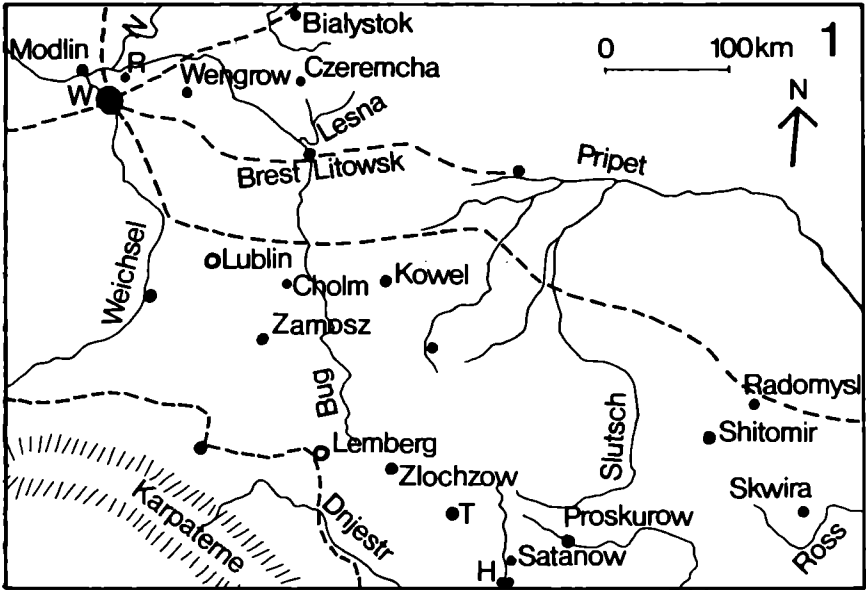 N
Bialystok
1
Modlin
R
0
100km
Wengrow
Czeremcha
W
N
Lesna
Pripet
Brest Litowsk
Weichsel
Lublin
Cholm
Kowel
Zamosz
Bug
Radomysl
Slutsch
Shitomir
Lemberg
Zlochzow
Skwira
Karpaterne
Dnjestr
T
Proskurow
Ross
Satanow
H